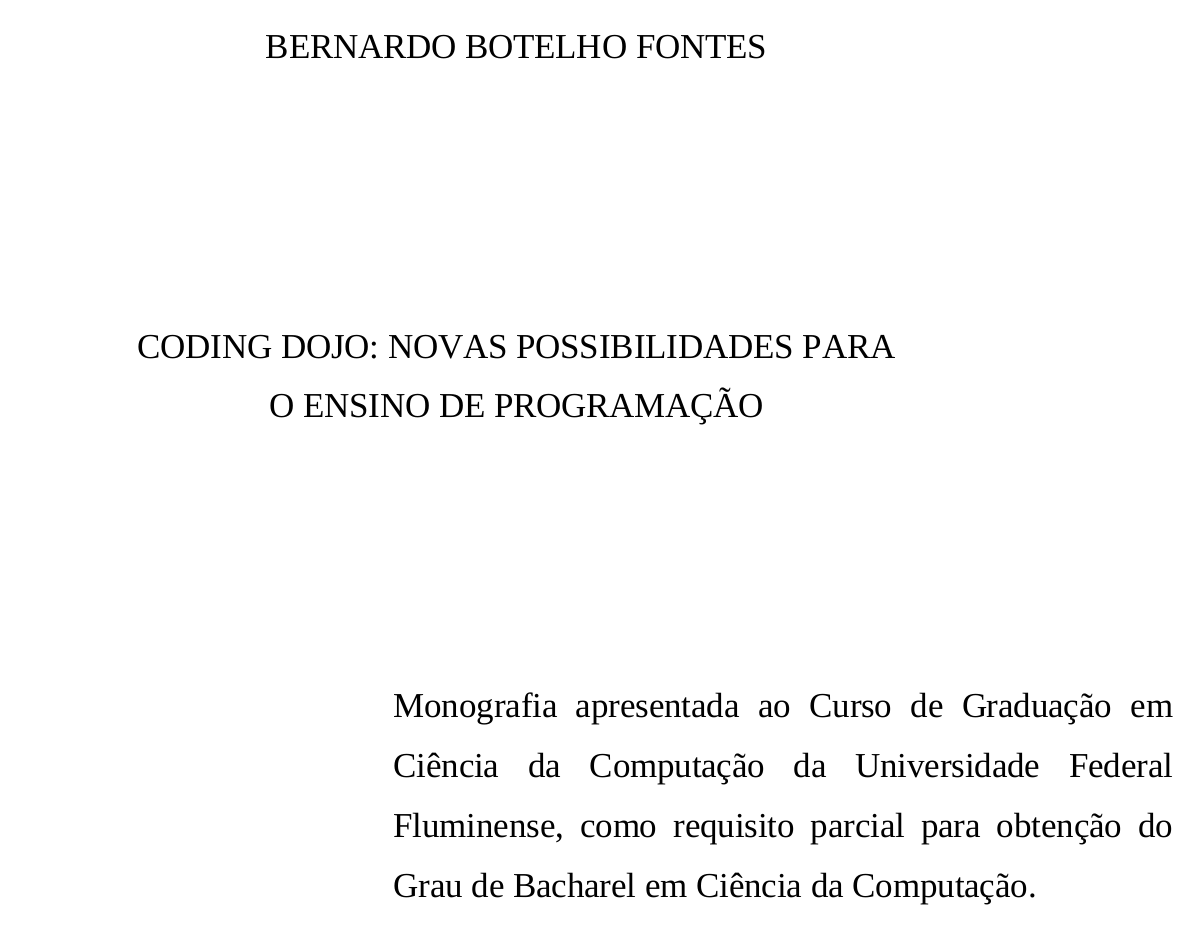 BERNARDO BOTELHO FONTES
CODING DOJO: NOVAS POSSIBILIDADES PARA
O ENSINO DE PROGRAMAÇÃO
Monografia apresentada ao Curso de Graduação em
Ciência da Computação da Universidade Federal
Fluminense, como requisito parcial para obtenção do
Grau de Bacharel em Ciência da Computação.